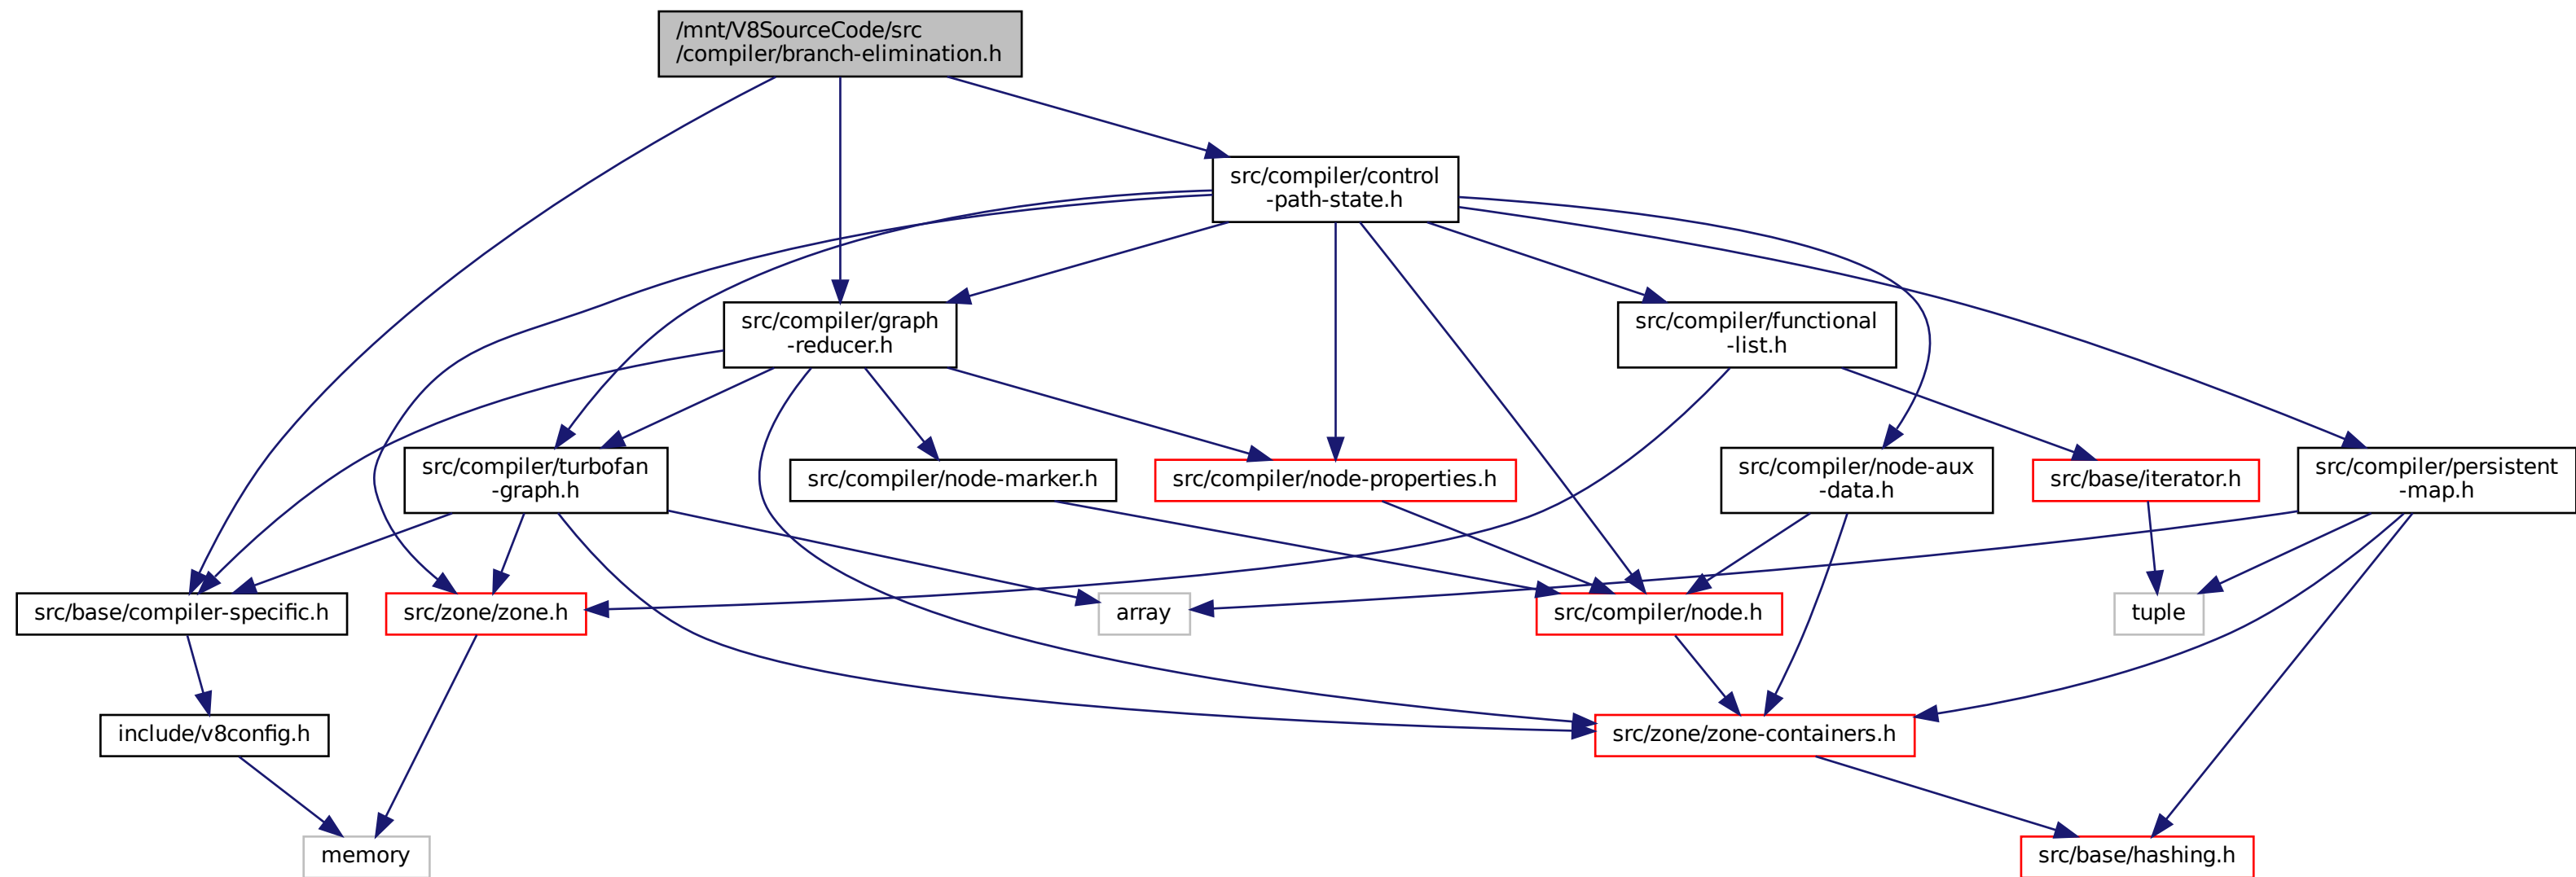 /mnt/V8SourceCode/src
/compiler/branch-elimination.h
src/compiler/control
-path-state.h
src/compiler/graph
-reducer.h
src/compiler/functional
-list.h
src/compiler/turbofan
-graph.h
src/compiler/node-marker.h
src/compiler/node-properties.h
src/compiler/node-aux
-data.h
src/base/iterator.h
src/compiler/persistent
-map.h
src/base/compiler-specific.h
src/zone/zone.h
array
src/compiler/node.h
tuple
include/v8config.h
src/zone/zone-containers.h
memory
src/base/hashing.h